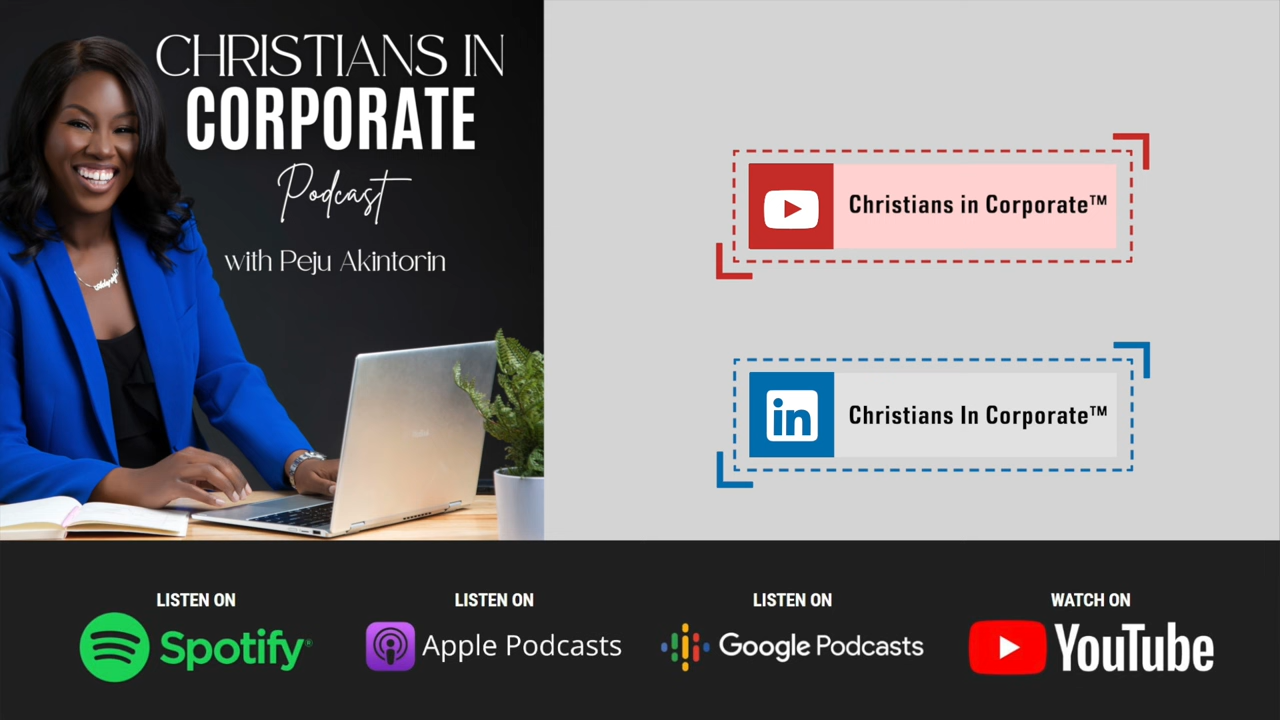 CHRISTIANS IN
CORPORATE
Podcast
with Peju Akintorin
Christians in Corporate™
in
Christians In Corporate™
LISTEN ON
Spotify®
LISTEN ON
Apple Podcasts
LISTEN ON
Google Podcasts
WATCH ON
YouTube